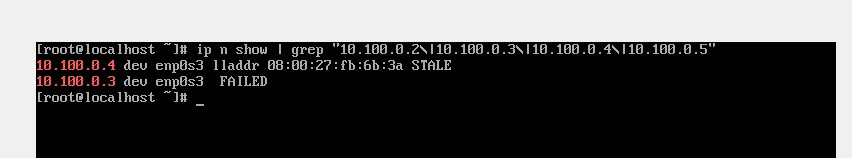 [root@localhost ~]# ip n show | grep "10.100.0.2\|10.100.0.3\|10.100.0.4\|10.100.0.5"
10.100.0.4 dev enp0s3 lladdr 08:00:27:fb:6b:3a STALE
10.100.0.3 dev enp0s3  FAILED
[root@localhost ~]# _